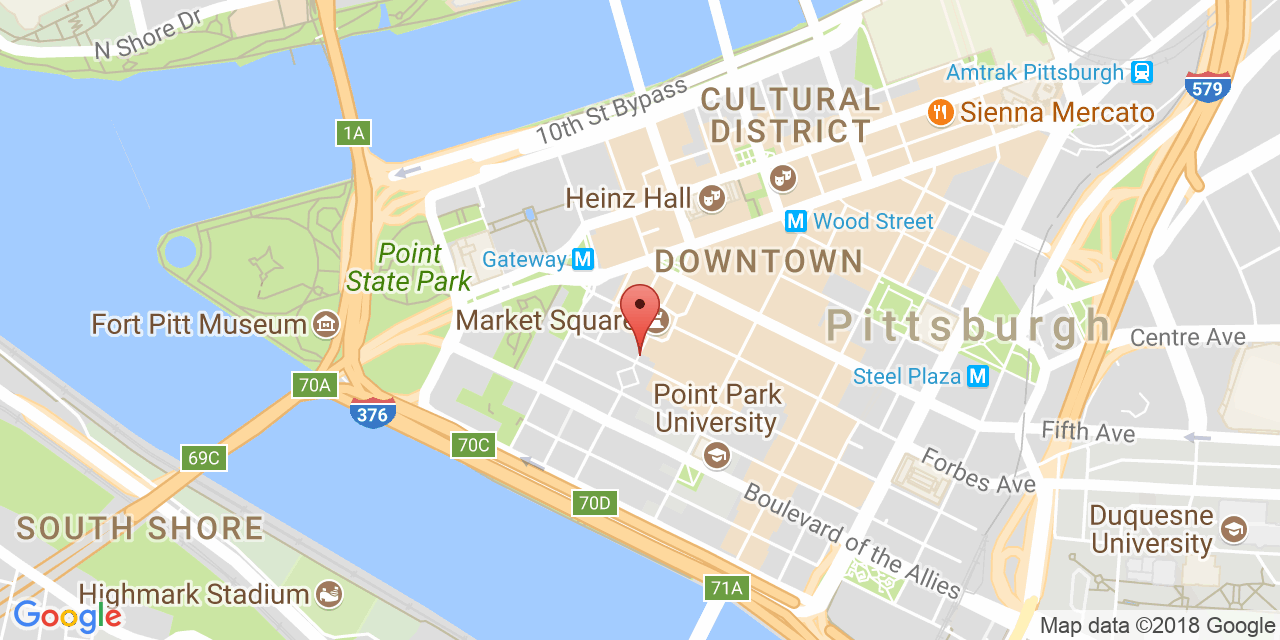 N Shore Dr
1A
10th St Bypass
CULTURAL
DISTRICT
Amtrak Pittsburgh
579
Sienna Mercato
Heinz Hall
M Wood Street
Point
State Park
Gateway M
DOWNTOWN
Fort Pitt Museum
Market Square
Pittsburgh
Centre Ave
Steel Plaza M
70A
376
Point Park
University
70C
Fifth Ave
69C
Forbes Ave
70D
Boulevard of the Allies
SOUTH SHORE
Duquesne
University
71A
Highmark Stadium
Google
Map data ©2018 Google